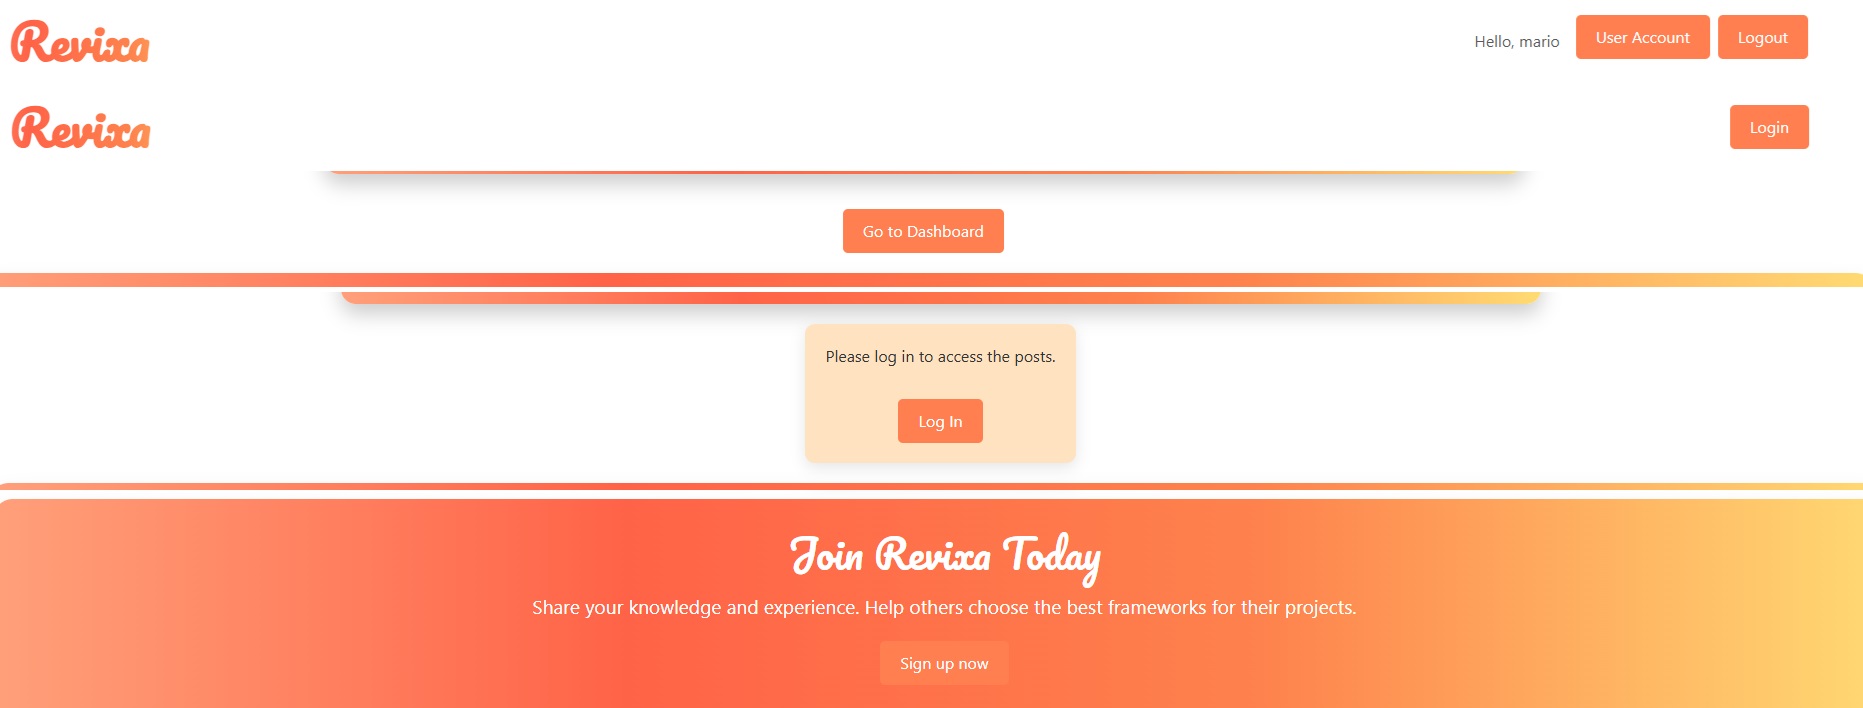 Revixa
Hello, mario User Account Logout
Revixa
Login
Go to Dashboard
Please log in to access the posts.
Log In
Join Revixa Today
Share your knowledge and experience. Help others choose the best frameworks for their projects.
Sign up now